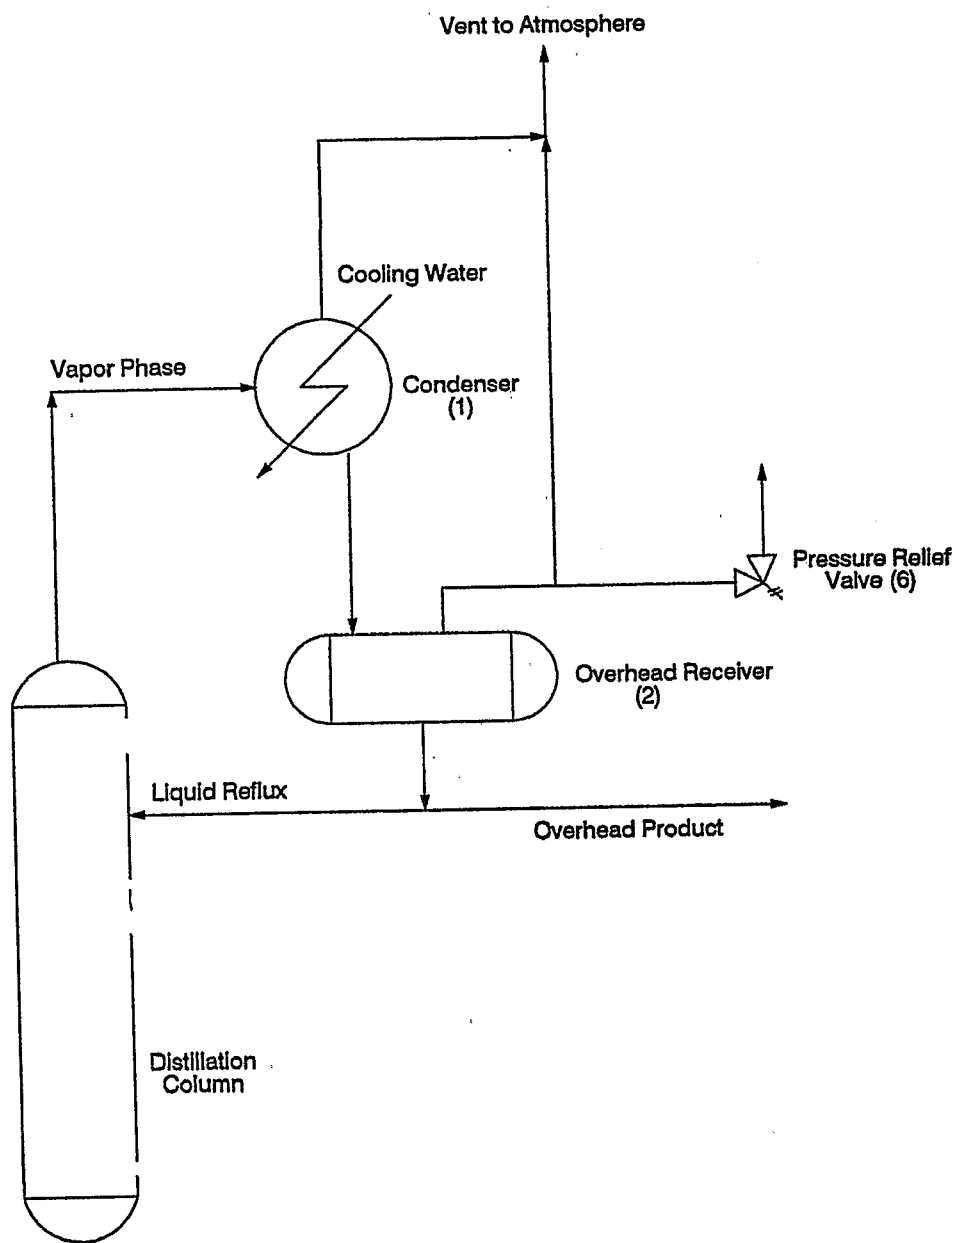 Vent to Atmosphere
Cooling Water
Vapor Phase
Condenser
(1)
Pressure Relief
Valve (6)
Overhead Receiver
(2)
Liquid Reflux
Overhead Product
Distillation
Column